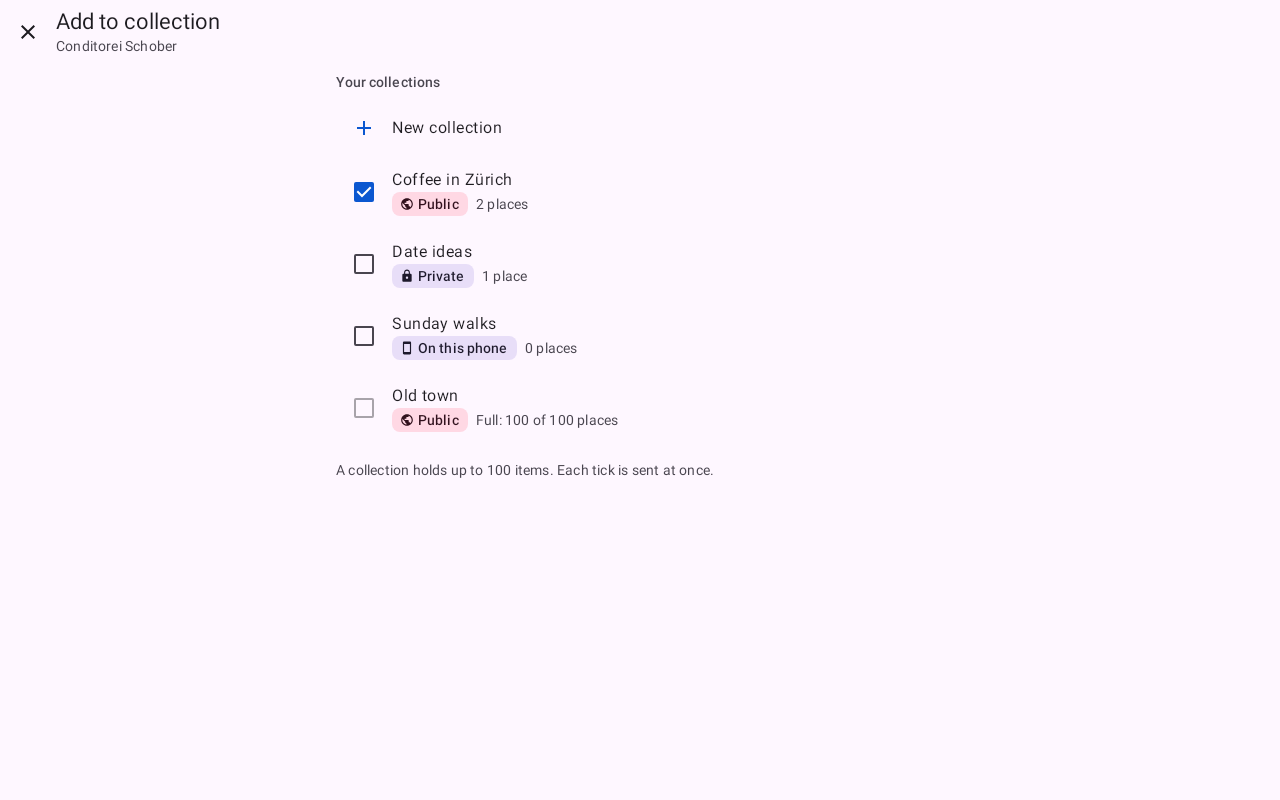 Add to collection
Conditorei Schober
Your collections
New collection
Coffee in Zürich
Public 2 places
Date ideas
Private 1 place
Sunday walks
On this phone 0 places
Old town
Public Full: 100 of 100 places
A collection holds up to 100 items. Each tick is sent at once.